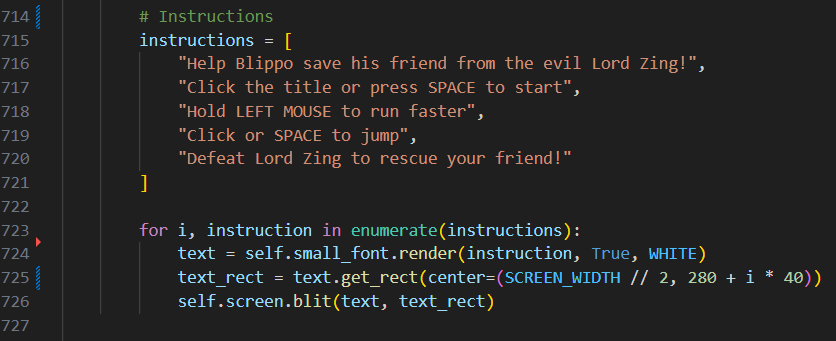 714 # Instructions
715 instructions = [
716 "Help Blippo save his friend from the evil Lord Zing!",
717 "Click the title or press SPACE to start",
718 "Hold LEFT MOUSE to run faster",
719 "Click or SPACE to jump",
720 "Defeat Lord Zing to rescue your friend!"
721 ]
722
723 for i, instruction in enumerate(instructions):
724 text = self.small_font.render(instruction, True, WHITE)
725 text_rect = text.get_rect(center=(SCREEN_WIDTH // 2, 280 + i * 40))
726 self.screen.blit(text, text_rect)
727